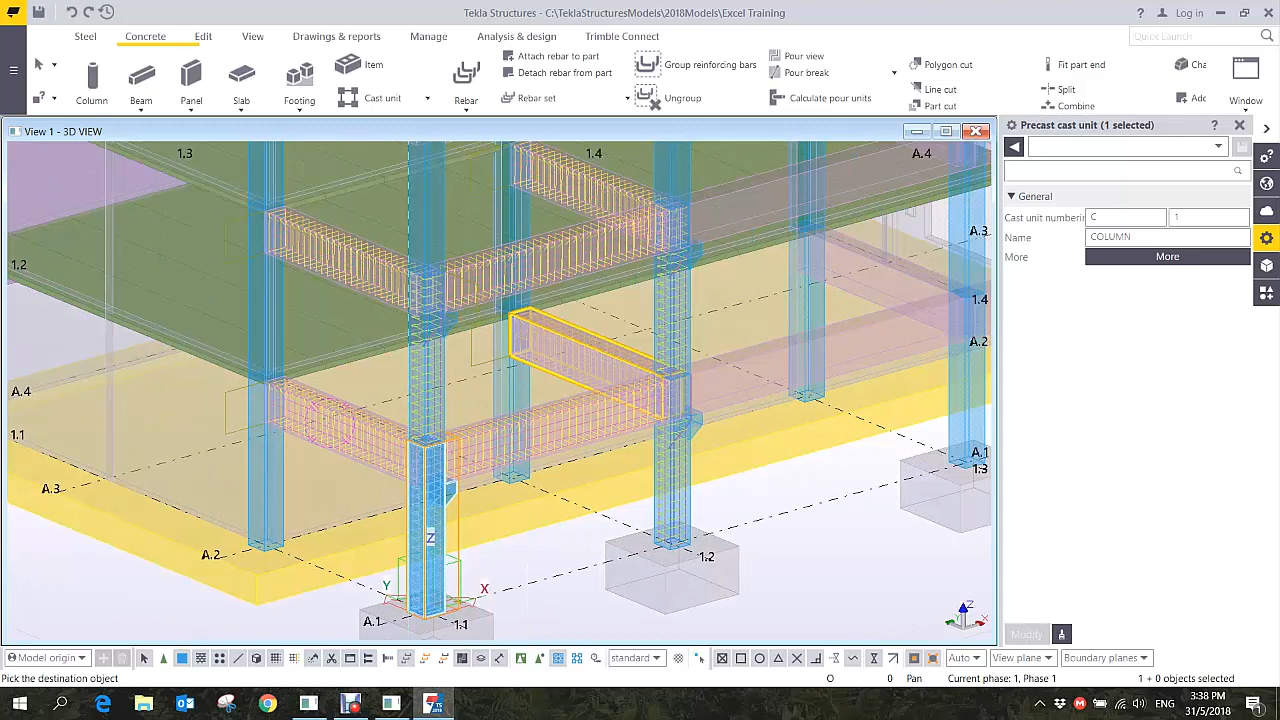 Tekla Structures - C:\TeklaStructuresModels\2018Models\Excel Training
Log in
Steel Concrete Edit View Drawings & reports Manage Analysis & design Trimble Connect
Quick Launch
Column Beam Panel Slab Footing
Item
Cast unit
Rebar
Attach rebar to part
Detach rebar from part
Rebar set
Group reinforcing bars
Ungroup
Pour view
Pour break
Calculate pour units
Polygon cut
Line cut
Part cut
Fit part end
Split
Combine
Cha
Adc
Window
View 1 - 3D VIEW
Precast cast unit (1 selected)
General
Cast unit numberin C 1
Name COLUMN
More More
Modify
1.3 1.4 A.4
A.3
1.2
1.4
A.2
A.4
1.1
A.1
1.3
A.3
A.2
1.2
Z
Y X
A.1 1.1
Z
Model origin
standard
Auto
View plane
Boundary planes
Pick the destination object
O 0 Pan Current phase: 1, Phase 1 1 + 0 objects selected
3:38 PM
31/5/2018